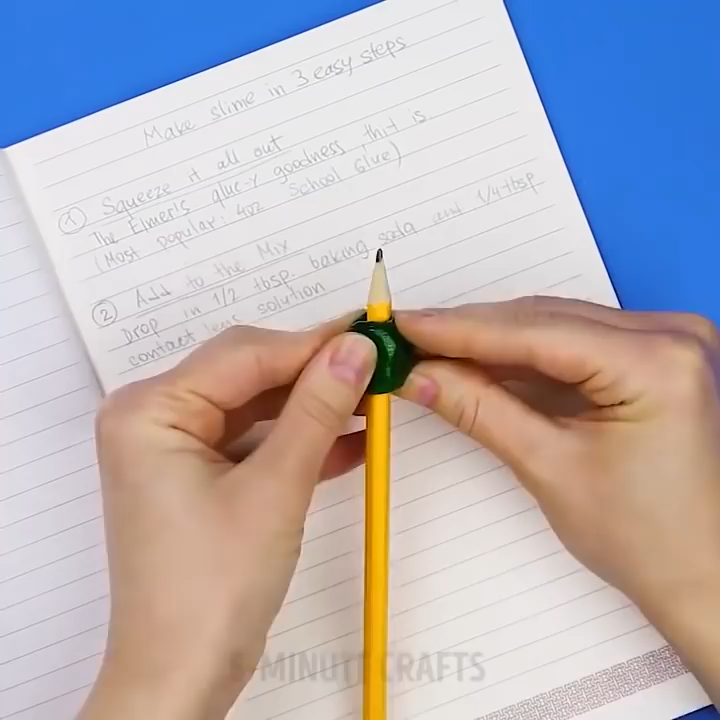 Make slime in 3 easy steps
① Squeeze it all out
The Elmer's glue-y goodness that is
(Most popular: 4oz School Glue)
② Add to the Mix
Drop in 1/2 tbsp. baking soda and 1/4 tbsp
contact lens solution
5-MINUTE CRAFTS